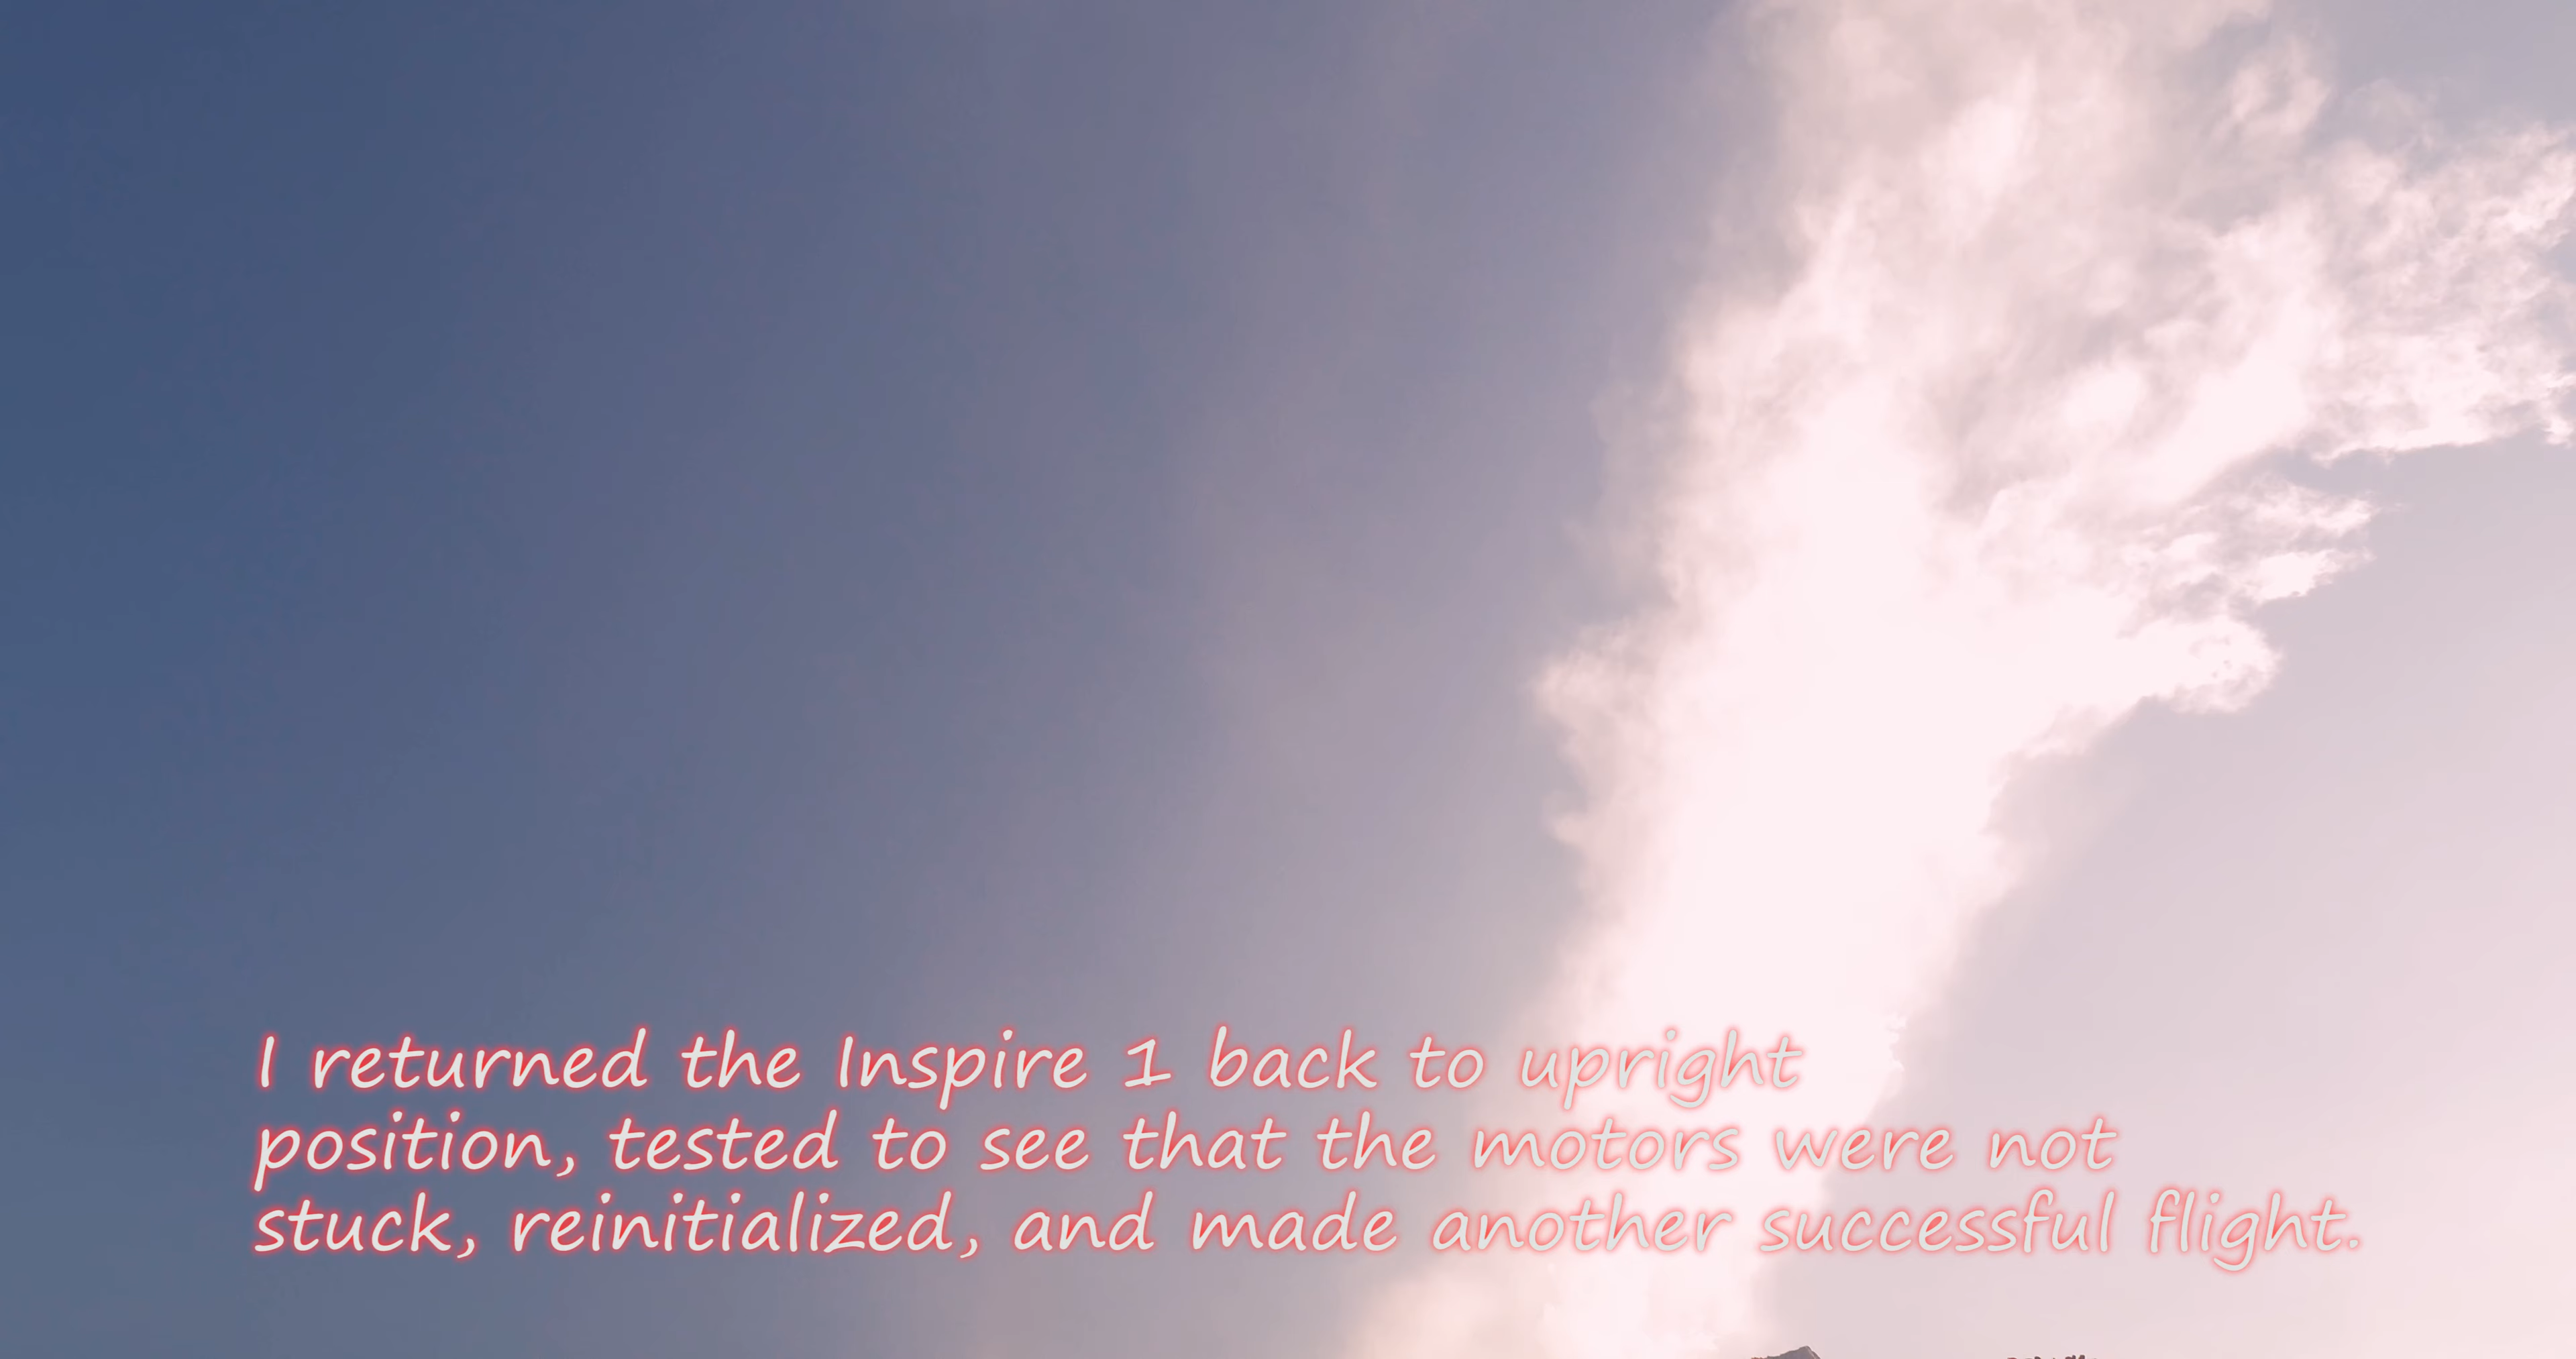 I returned the Inspire 1 back to upright
position, tested to see that the motors were not
stuck, reinitialized, and made another successful flight.